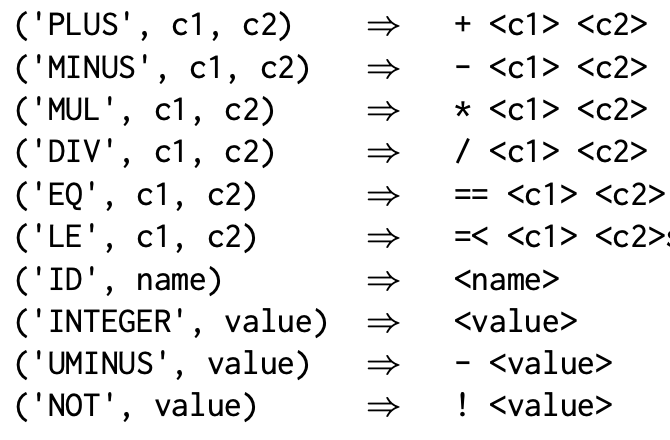 ('PLUS', c1, c2) ⇒ + <c1> <c2>
('MINUS', c1, c2) ⇒ - <c1> <c2>
('MUL', c1, c2) ⇒ * <c1> <c2>
('DIV', c1, c2) ⇒ / <c1> <c2>
('EQ', c1, c2) ⇒ == <c1> <c2>
('LE', c1, c2) ⇒ =< <c1> <c2>s
('ID', name) ⇒ <name>
('INTEGER', value) ⇒ <value>
('UMINUS', value) ⇒ - <value>
('NOT', value) ⇒ ! <value>